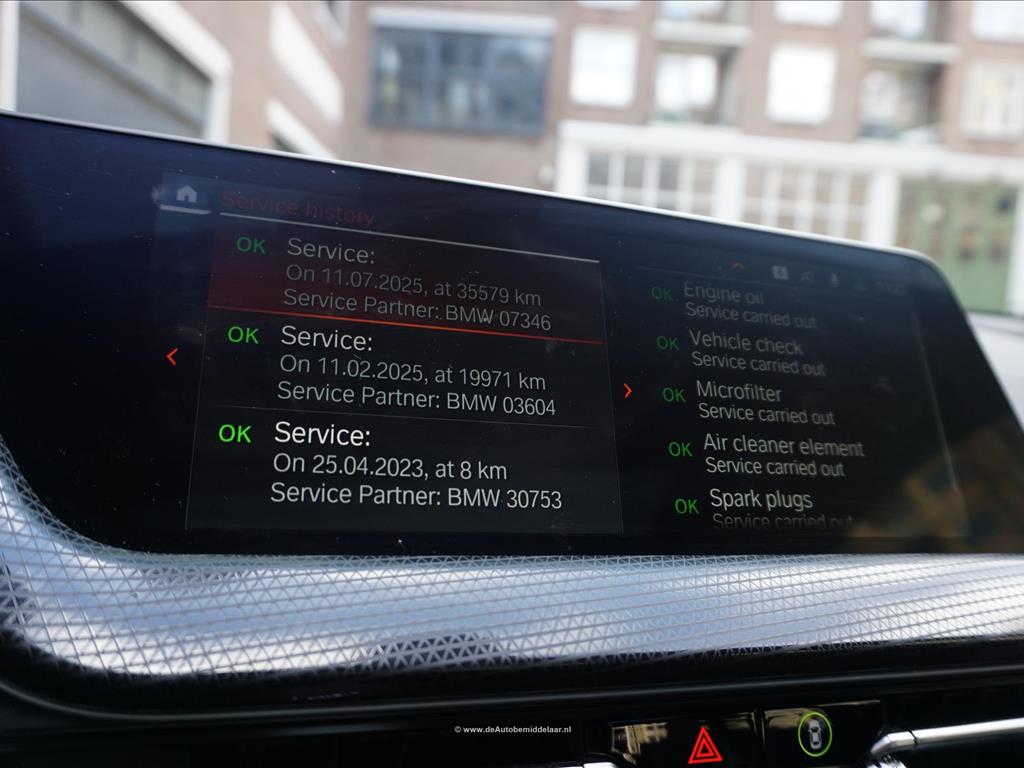 Service history
OK Service:
On 11.07.2025, at 35579 km
Service Partner: BMW 07346
OK Service:
On 11.02.2025, at 19971 km
Service Partner: BMW 03604
OK Service:
On 25.04.2023, at 8 km
Service Partner: BMW 30753
OK Engine oil
Service carried out
OK Vehicle check
Service carried out
OK Microfilter
Service carried out
OK Air cleaner element
Service carried out
OK Spark plugs
Service carried out
© www.deAutobemiddelaar.nl